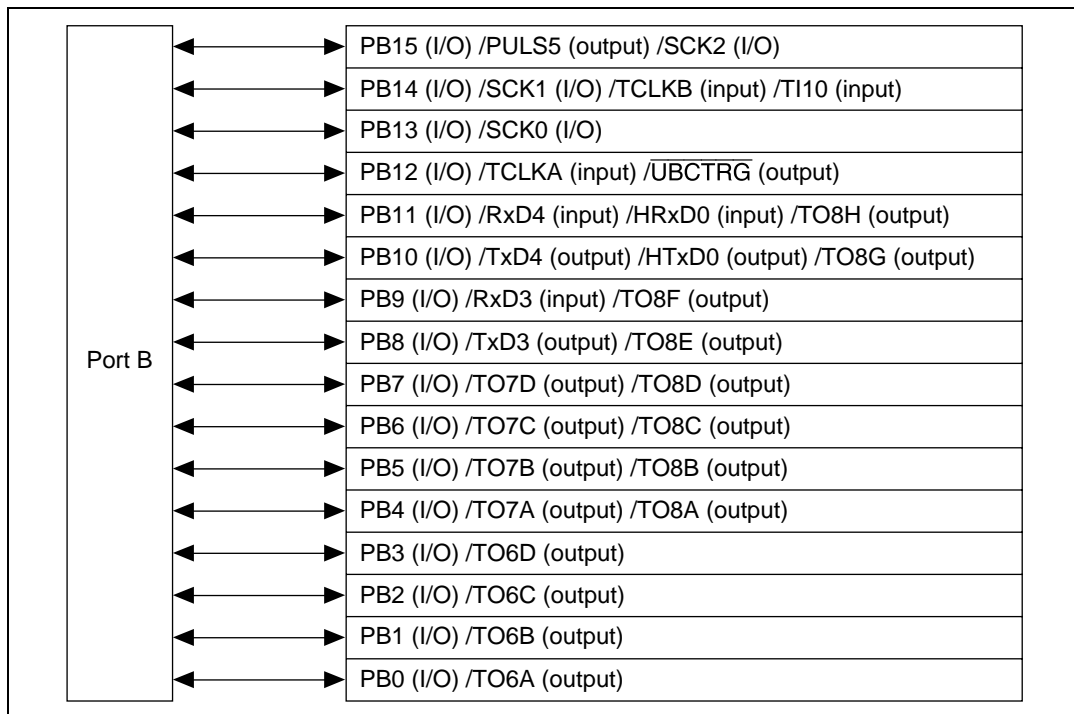 Port B
PB15 (I/O) /PULS5 (output) /SCK2 (I/O)
PB14 (I/O) /SCK1 (I/O) /TCLKB (input) /TI10 (input)
PB13 (I/O) /SCK0 (I/O)
PB12 (I/O) /TCLKA (input) /U̅B̅C̅T̅R̅G̅ (output)
PB11 (I/O) /RxD4 (input) /HRxD0 (input) /TO8H (output)
PB10 (I/O) /TxD4 (output) /HTxD0 (output) /TO8G (output)
PB9 (I/O) /RxD3 (input) /TO8F (output)
PB8 (I/O) /TxD3 (output) /TO8E (output)
PB7 (I/O) /TO7D (output) /TO8D (output)
PB6 (I/O) /TO7C (output) /TO8C (output)
PB5 (I/O) /TO7B (output) /TO8B (output)
PB4 (I/O) /TO7A (output) /TO8A (output)
PB3 (I/O) /TO6D (output)
PB2 (I/O) /TO6C (output)
PB1 (I/O) /TO6B (output)
PB0 (I/O) /TO6A (output)